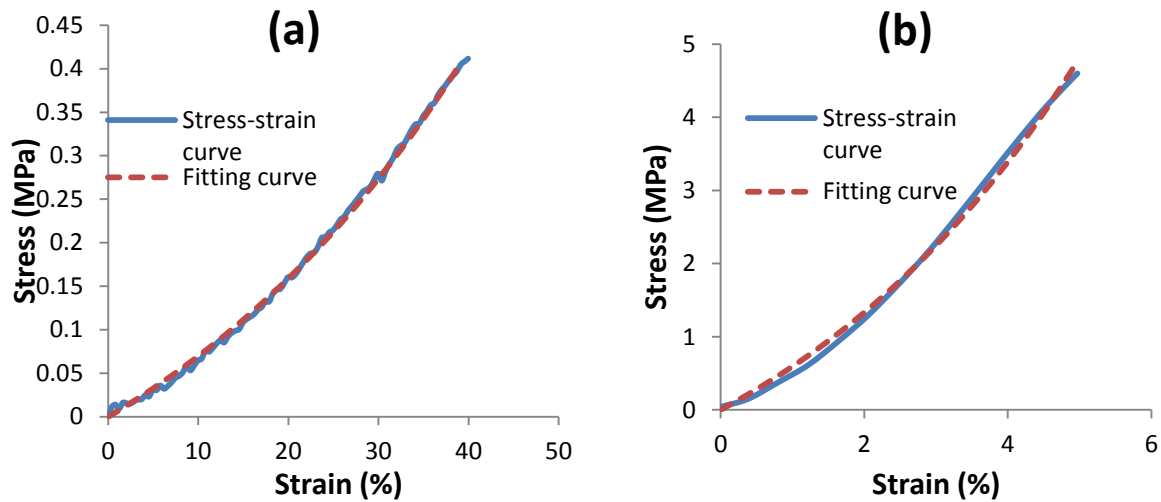 (a)
0.45
0.4
0.35
0.3
0.25
0.2
0.15
0.1
0.05
0
Stress (MPa)
Stress-strain
curve
Fitting curve
0 10 20 30 40 50
Strain (%)
(b)
5
4
3
2
1
0
Stress (MPa)
Stress-strain
curve
Fitting curve
0 2 4 6
Strain (%)